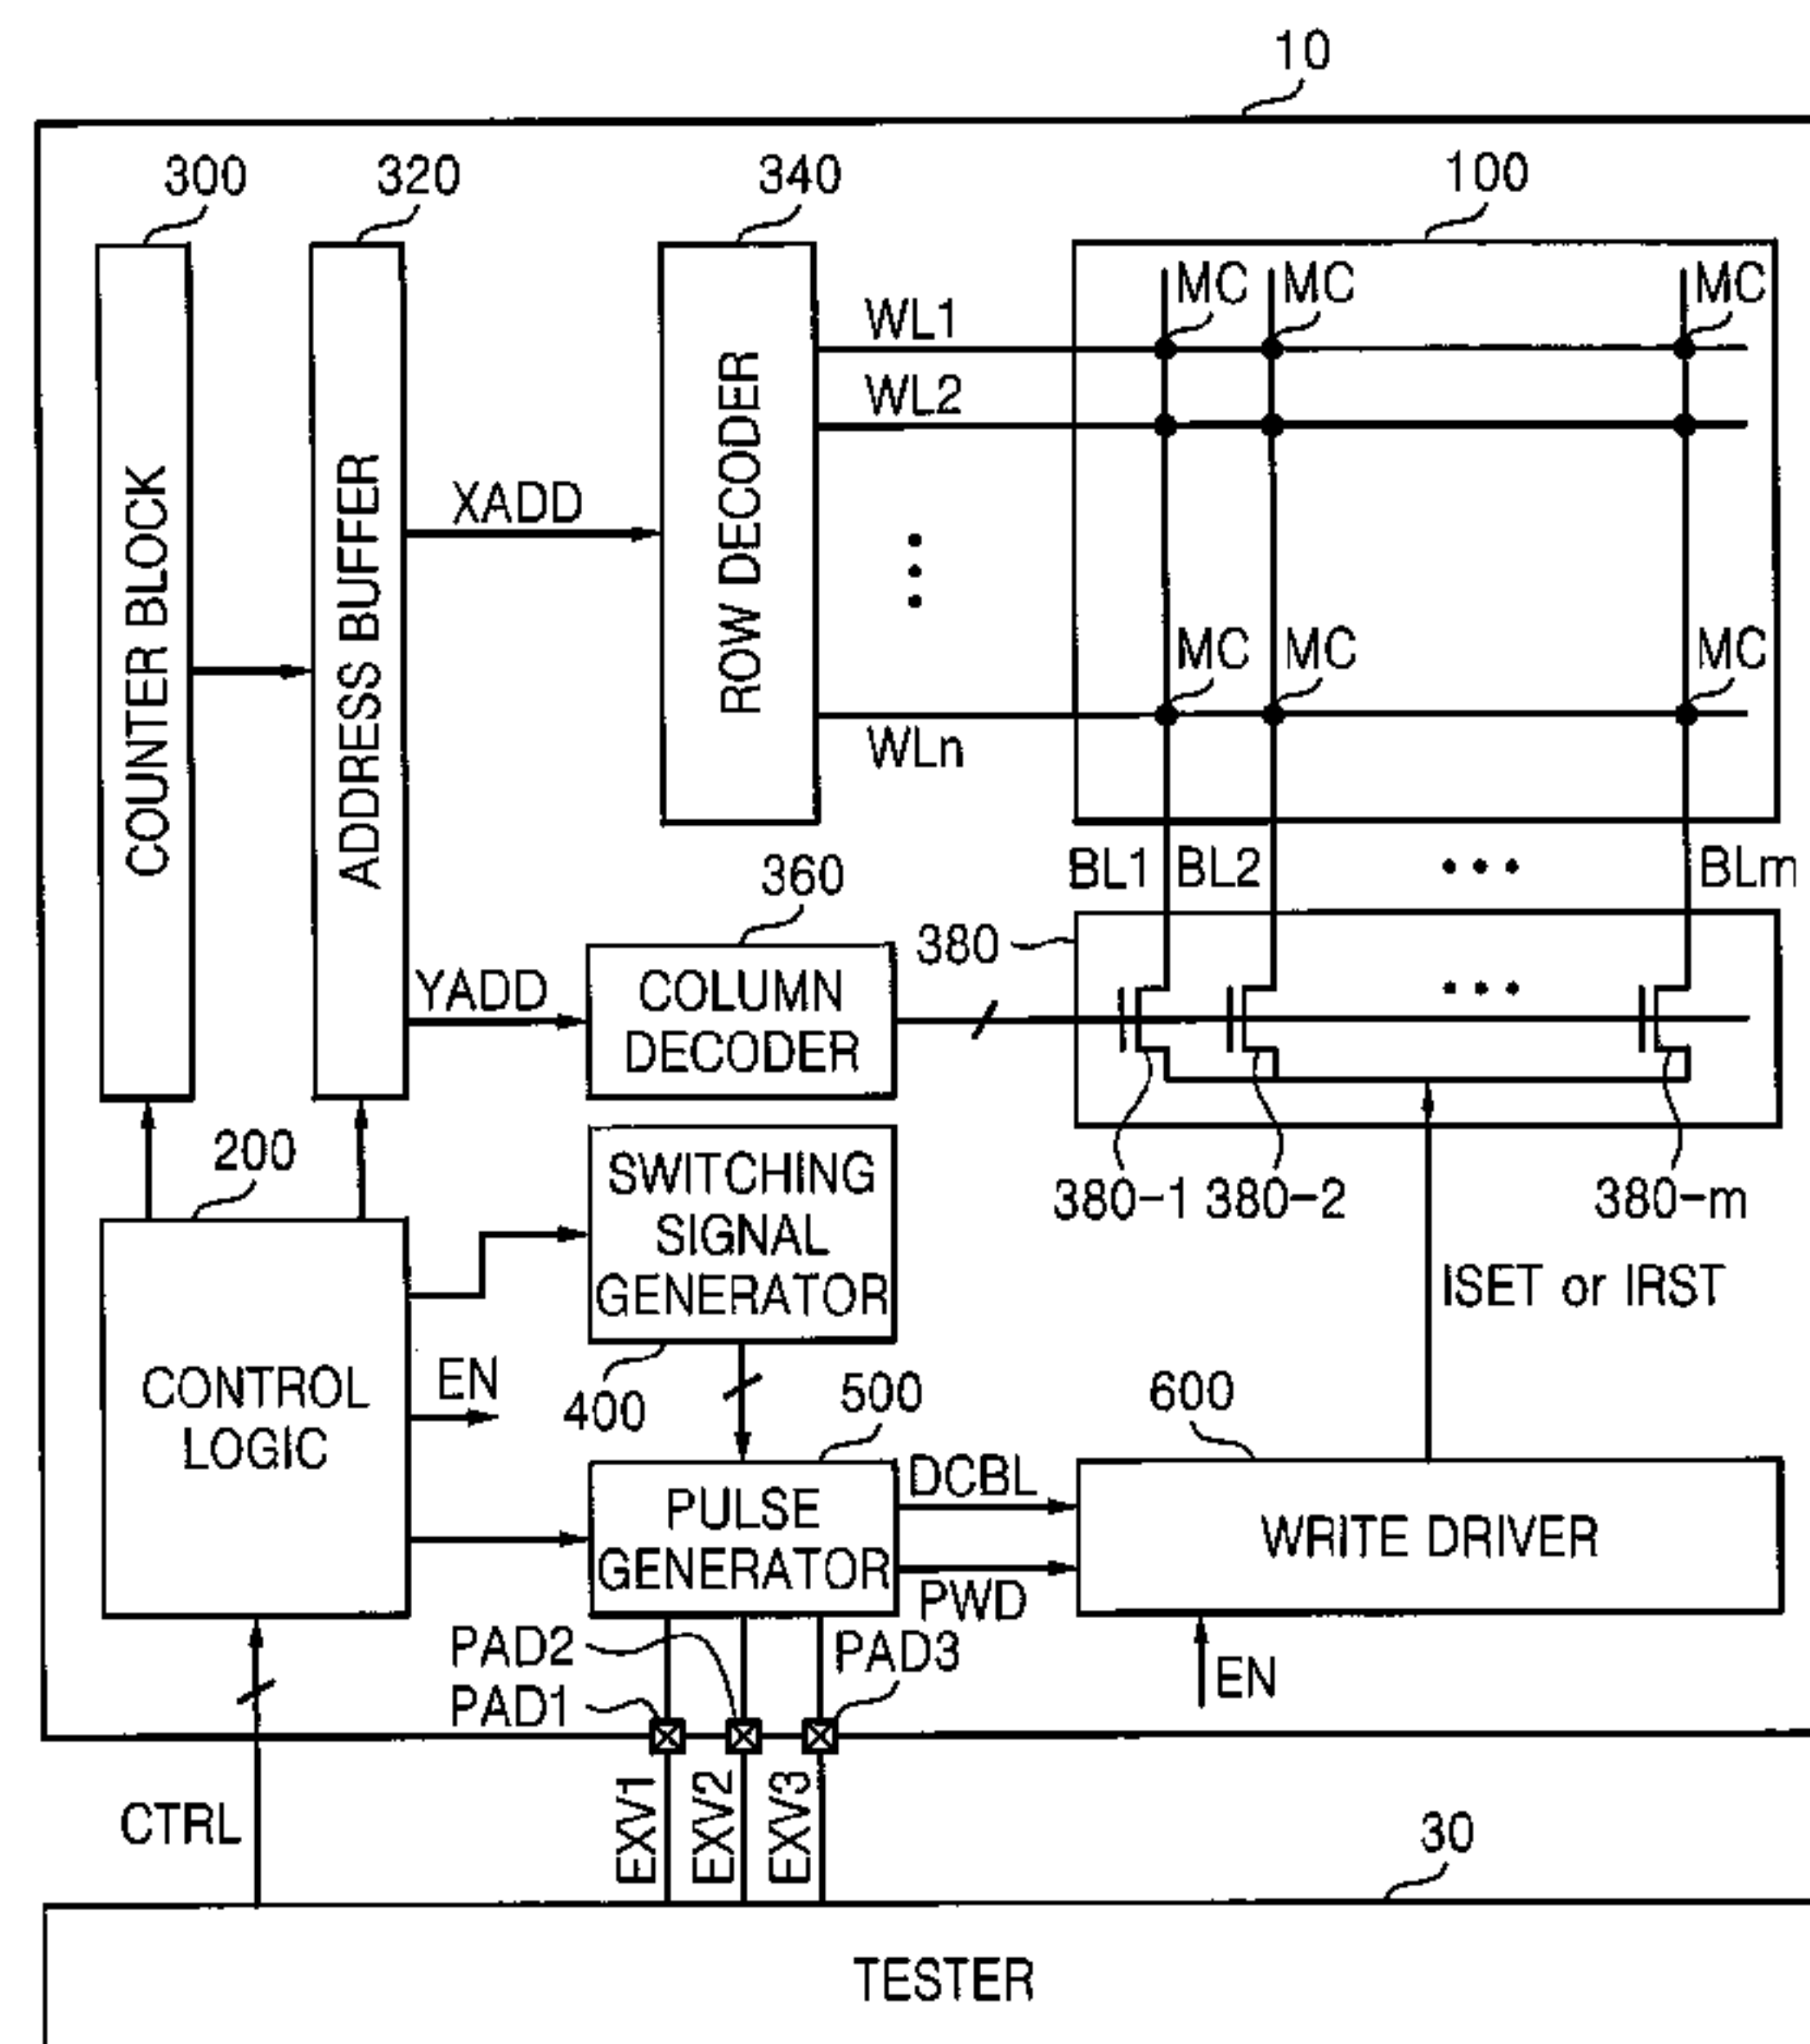 10
300
320
340
100
MC
MC
MC
WL1
WL2
XADD
COUNTER BLOCK
ADDRESS BUFFER
ROW DECODER
MC
MC
MC
WLn
BL1
BL2
BLm
360
380
YADD
COLUMN
DECODER
200
SWITCHING
SIGNAL
GENERATOR
380-1
380-2
380-m
ISET or IRST
CONTROL
LOGIC
EN
400
500
600
DCBL
PULSE
GENERATOR
PWD
WRITE DRIVER
PAD2
PAD1
PAD3
EN
CTRL
EXV1
EXV2
EXV3
30
TESTER